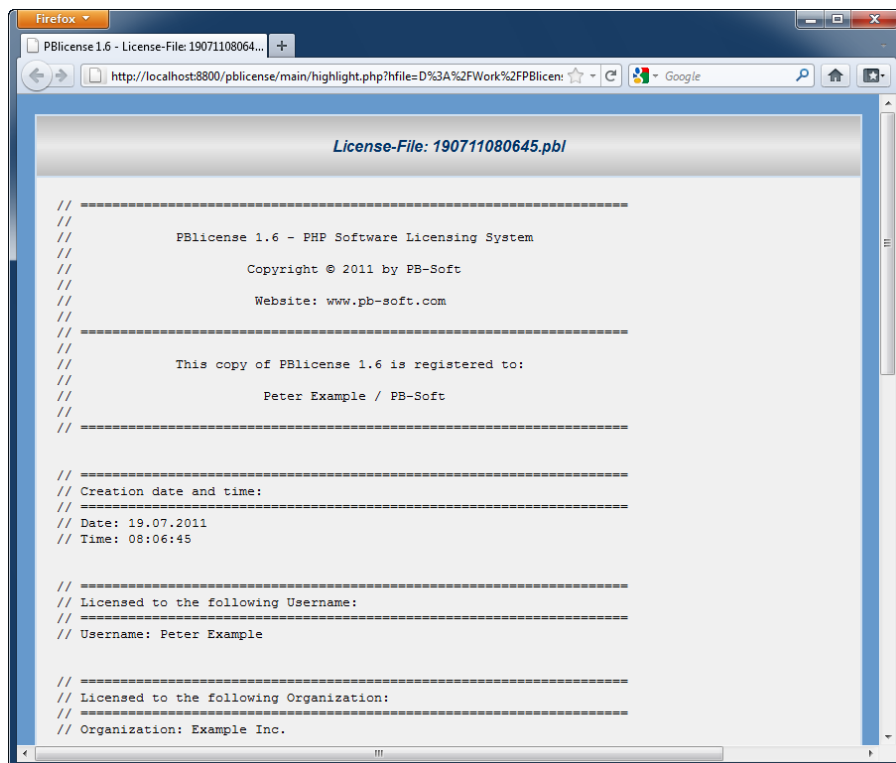 Firefox
PBlicense 1.6 - License-File: 19071108064...
http://localhost:8800/pblicense/main/highlight.php?hfile=D%3A%2FWork%2FPBlicens
Google
License-File: 190711080645.pbl
// =====================================================================
//
//             PBlicense 1.6 - PHP Software Licensing System
//
//                      Copyright © 2011 by PB-Soft
//
//                       Website: www.pb-soft.com
//
// =====================================================================
//
//             This copy of PBlicense 1.6 is registered to:
//
//                        Peter Example / PB-Soft
//
// =====================================================================
// =====================================================================
// Creation date and time:
// =====================================================================
// Date: 19.07.2011
// Time: 08:06:45
// =====================================================================
// Licensed to the following Username:
// =====================================================================
// Username: Peter Example
// =====================================================================
// Licensed to the following Organization:
// =====================================================================
// Organization: Example Inc.